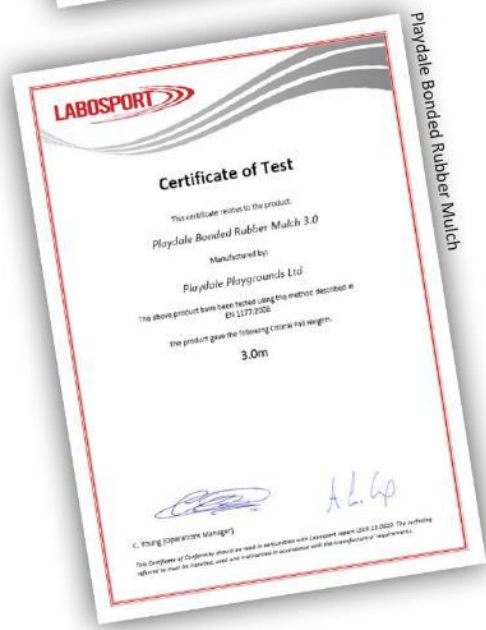 Playdale Bonded Rubber Mulch
LABOSPORT
Certificate of Test
This certificate relates to the product:
Playdale Bonded Rubber Mulch 3.0
Manufactured by:
Playdale Playgrounds Ltd
The above product have been tested using the method described in
EN 1177:2008
The product gave the following Critical Fall Heights.
3.0m
C. Young (Operations Manager)
This Certificate of Conformity should be read in conjunction with Labosport report The surfacing
referred to must be installed, used and maintained in accordance with the manufacturers' requirements.